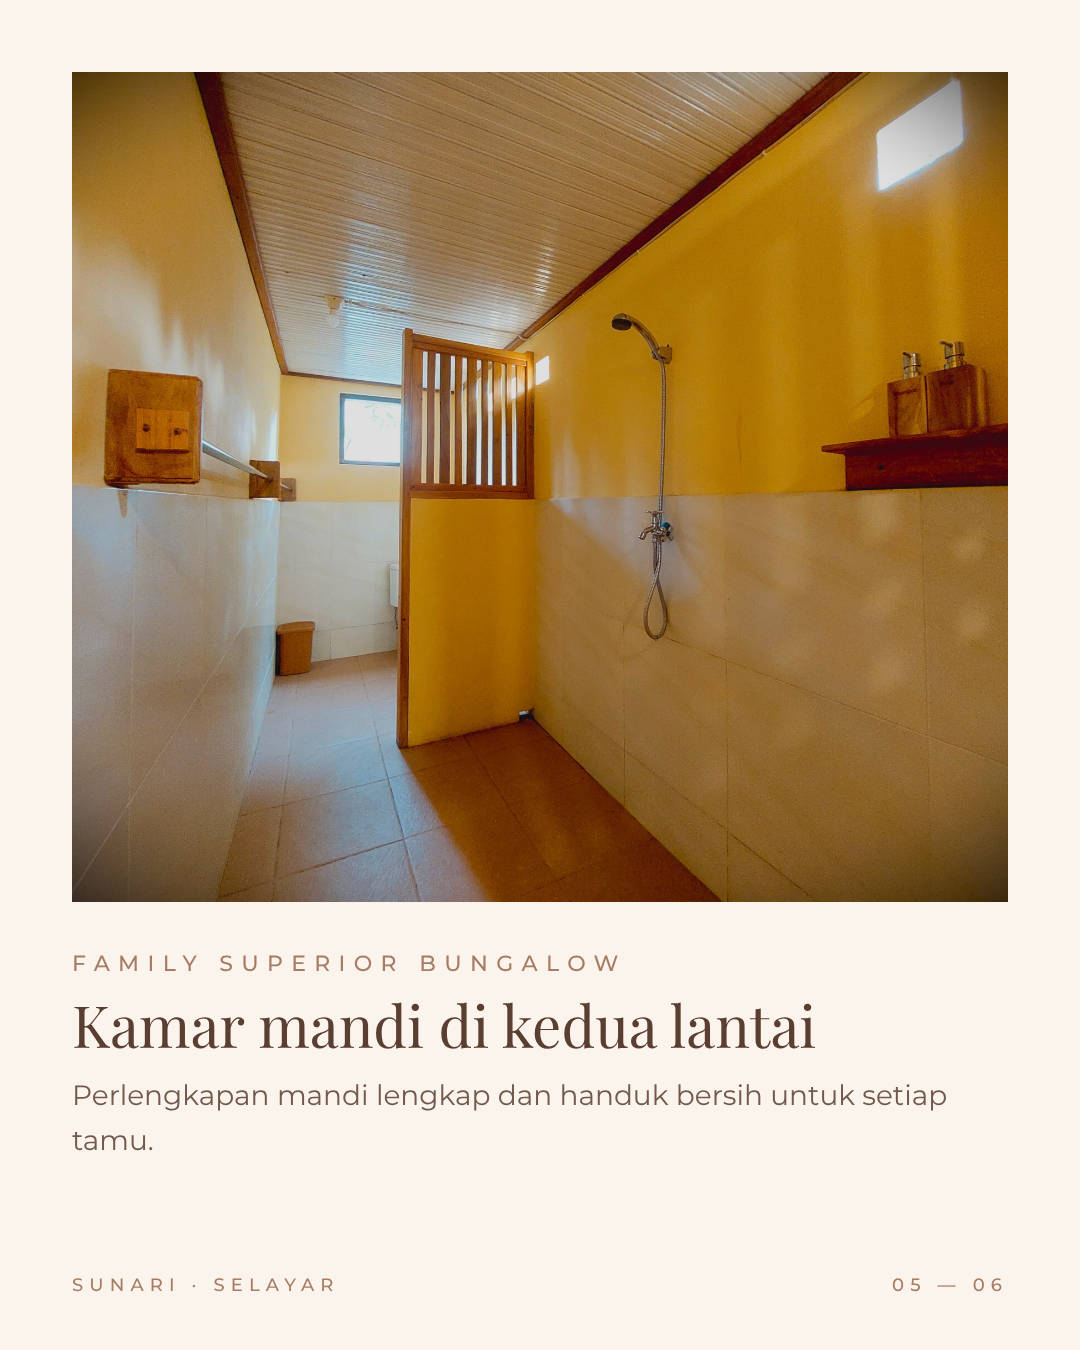 FAMILY SUPERIOR BUNGALOW
Kamar mandi di kedua lantai
Perlengkapan mandi lengkap dan handuk bersih untuk setiap
tamu.
SUNARI · SELAYAR
05 — 06